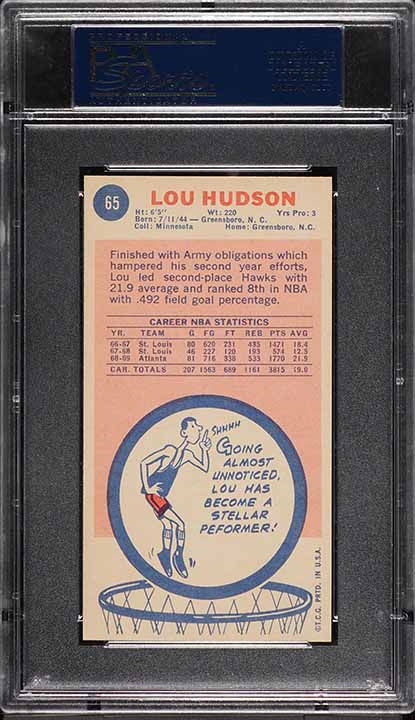 PROFESSIONAL
PSA
Sports
AUTHENTICATOR
65
LOU HUDSON
Ht: 6'5" Wt: 220 Yrs Pro: 3
Born: 7/11/44 — Greensboro, N. C.
Coll: Minnesota Home: Greensboro, N.C.
Finished with Army obligations which
hampered his second year efforts,
Lou led second-place Hawks with
21.9 average and ranked 8th in NBA
with .492 field goal percentage.
CAREER NBA STATISTICS
YR. TEAM G FG FT REB PTS AVG
66-67 St. Louis 80 620 231 435 1471 18.4
67-68 St. Louis 46 227 120 193 574 12.5
68-69 Atlanta 81 716 338 533 1770 21.9
CAR. TOTALS 207 1563 689 1161 3815 19.0
SHHHH
GOING
ALMOST
UNNOTICED,
LOU HAS
BECOME A
STELLAR
PEFORMER!
©T.C.G. PRTD. IN U.S.A.